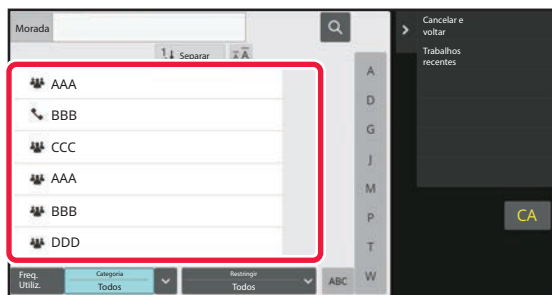 Morada
Separar
AAA
BBB
CCC
AAA
BBB
DDD
A
D
G
J
M
P
T
W
Freq.
Utiliz.
Categoria
Todos
Restringir
Todos
ABC
Cancelar e
voltar
Trabalhos
recentes
CA